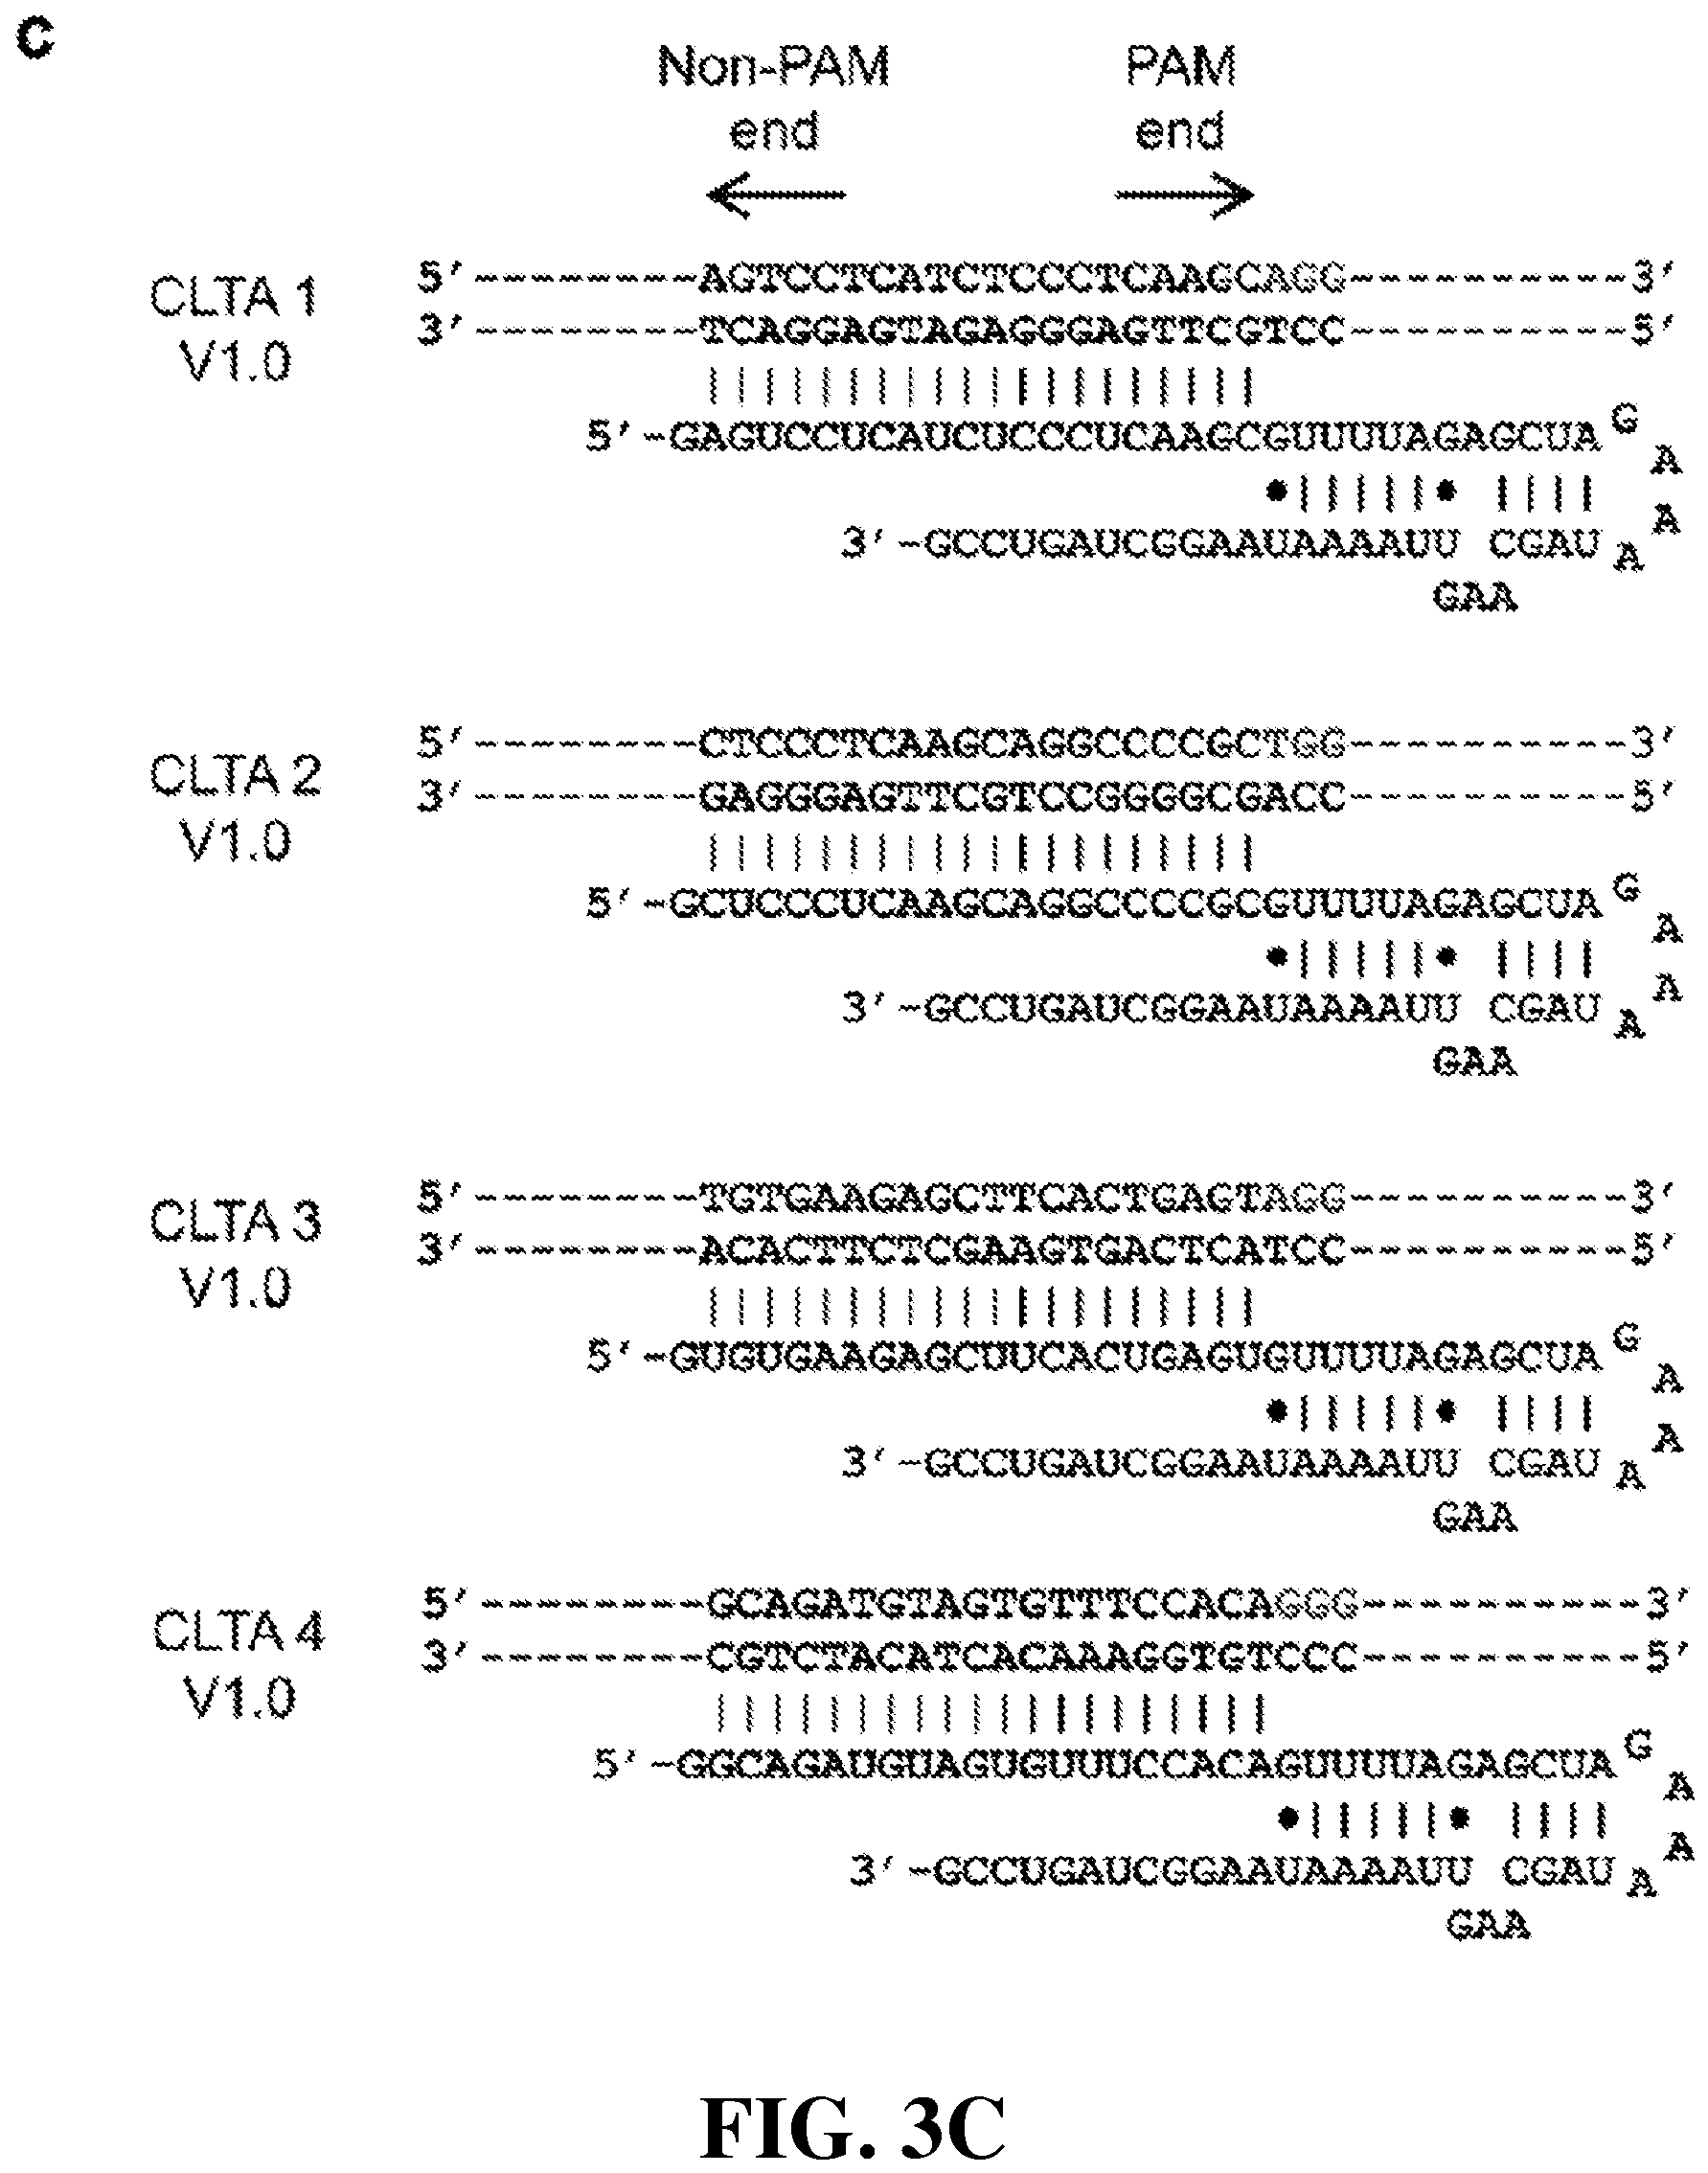 C
Non-PAM PAM
end end
CLTA 1
V1.0
5′--------AGTCCTCATCTCCCTCAAGCAGG----------3′
3′--------TCAGGAGTAGAGGGAGTTCGTCC----------5′
5′-GAGUCCUCAUCUCCCUCAAGCGUUUUAGAGCUA
G
A
A
A
3′-GCCUGAUCGGAAUAAAAUU CGAU
GAA
CLTA 2
V1.0
5′--------CTCCCTCAAGCAGGCCCCGCTGG----------3′
3′--------GAGGGAGTTCGTCCGGGGCGACC----------5′
5′-GCUCCCUCAAGCAGGCCCCGCGUUUUAGAGCUA
G
A
A
A
3′-GCCUGAUCGGAAUAAAAUU CGAU
GAA
CLTA 3
V1.0
5′--------TGTGAAGAGCTTCACTGAGTAGG----------3′
3′--------ACACTTCTCGAAGTGACTCATCC----------5′
5′-GUGUGAAGAGCUUCACUGAGUGUUUUAGAGCUA
G
A
A
A
3′-GCCUGAUCGGAAUAAAAUU CGAU
GAA
CLTA 4
V1.0
5′--------GCAGATGTAGTGTTTCCACAGGG----------3′
3′--------CGTCTACATCACAAAGGTGTCCC----------5′
5′-GGCAGAUGUAGUGUUUCCACAGUUUUAGAGCUA
G
A
A
A
3′-GCCUGAUCGGAAUAAAAUU CGAU
GAA
FIG. 3C